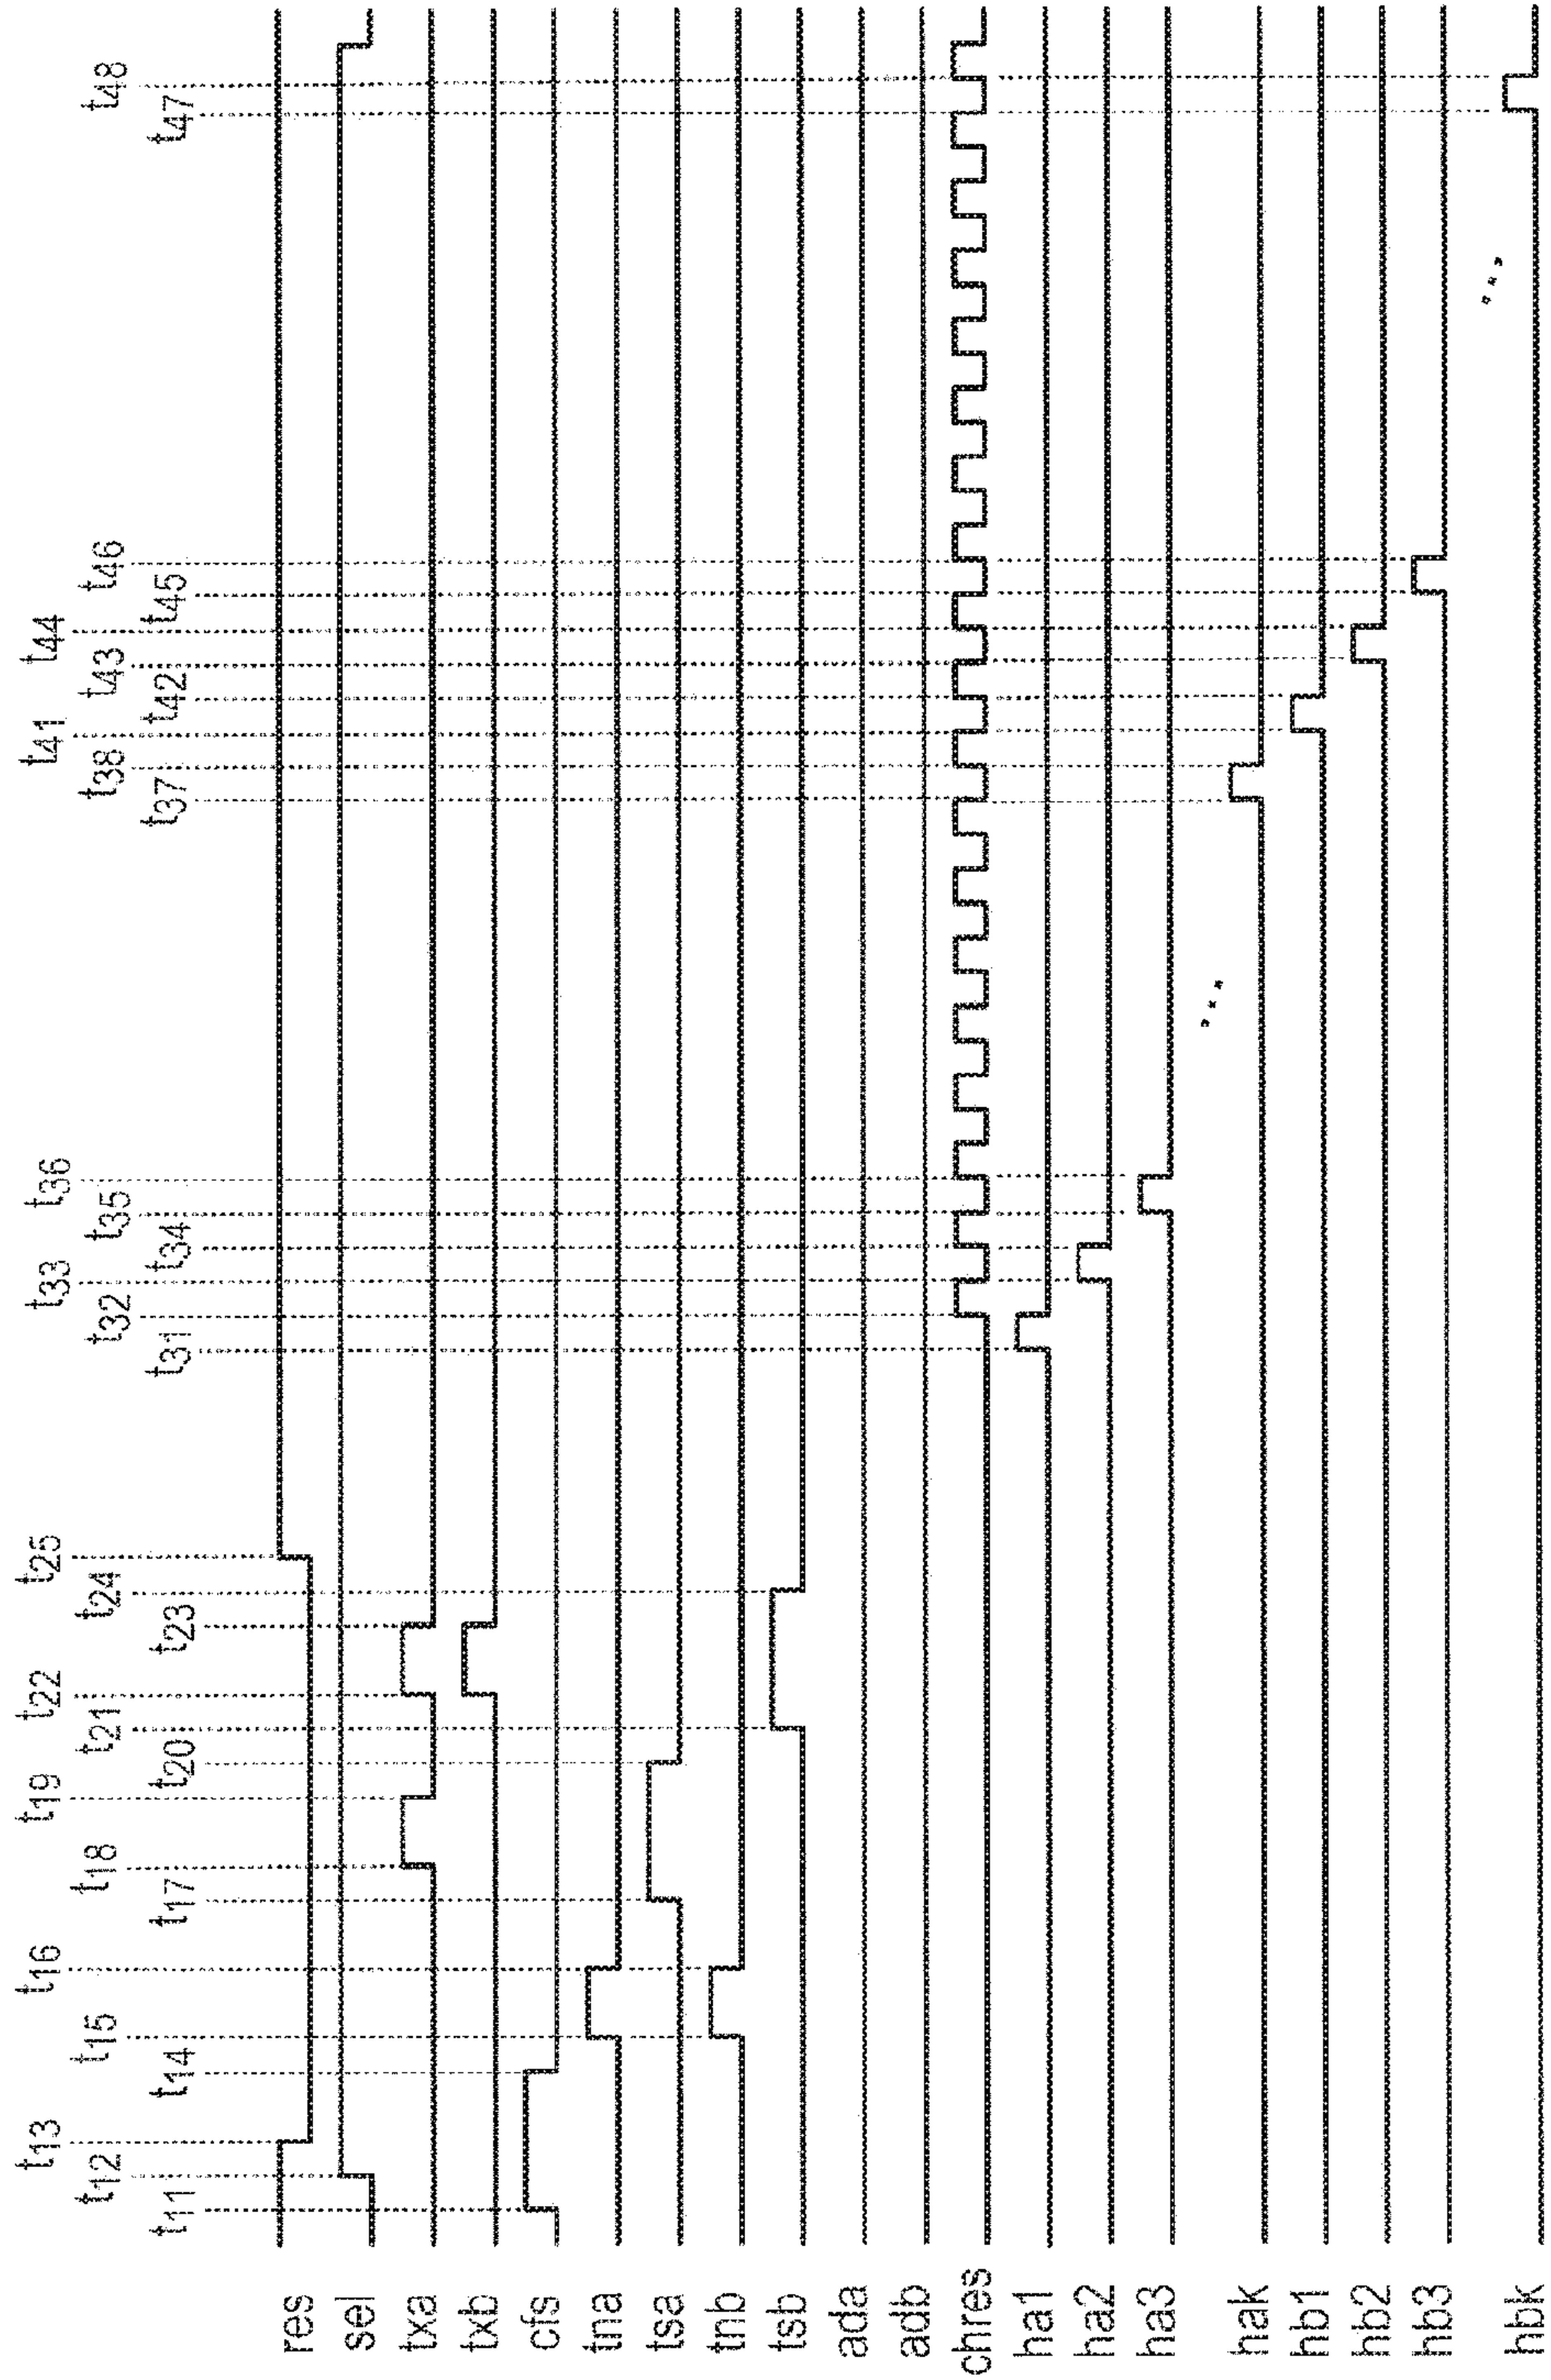 t11
t12
t13
t14
t15
t16
t17
t18
t19
t20
t21
t22
t23
t24
t25
t31
t32
t33
t34
t35
t36
t37
t38
t41
t42
t43
t44
t45
t46
t47
t48
res
sel
txa
txb
cfs
tna
tsa
tnb
tsb
ada
adb
chres
ha1
ha2
ha3
hak
hb1
hb2
hb3
hbk